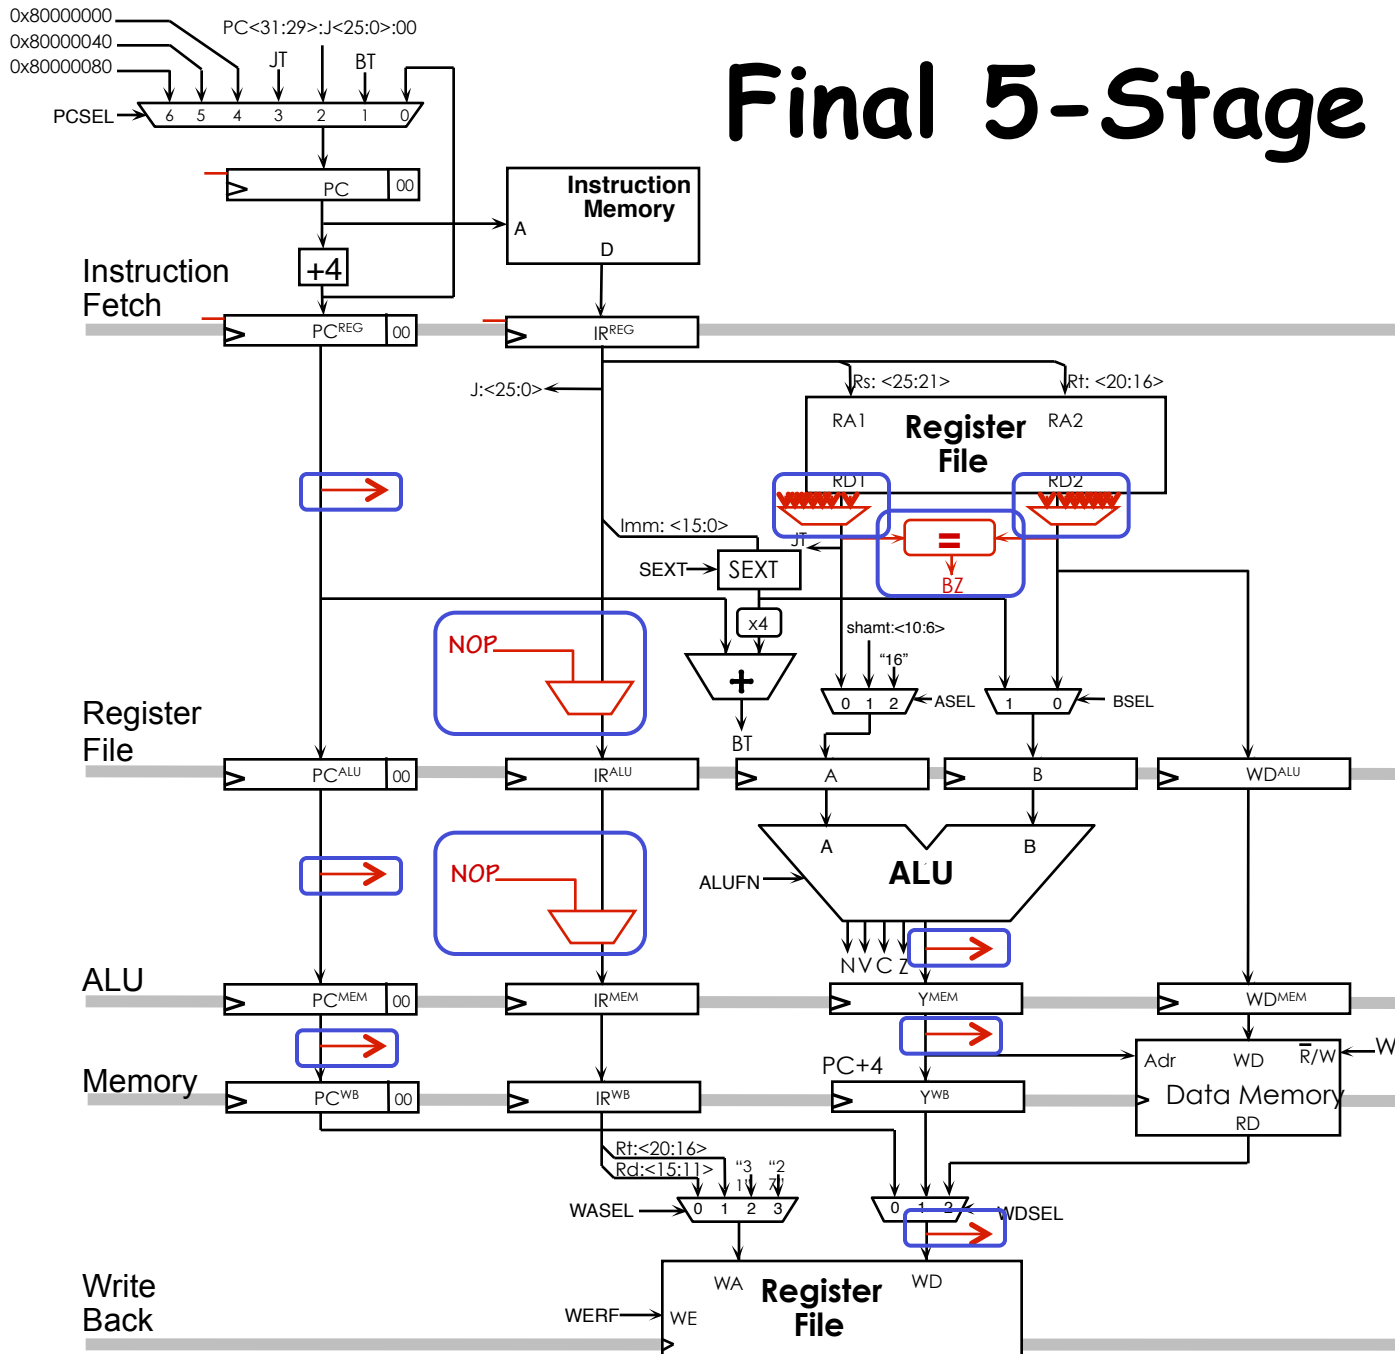 Final 5-Stage
0x80000000
0x80000040
0x80000080
PC<31:29>:J<25:0>:00
JT
BT
PCSEL
6 5 4 3 2 1 0
PC 00
Instruction
Memory
A
D
+4
Instruction
Fetch
PCREG 00
IRREG
J:<25:0>
Rs: <25:21>
Rt: <20:16>
RA1
RA2
Register
File
RD1
RD2
Imm: <15:0>
JT
=
BZ
SEXT
SEXT
x4
shamt:<10:6>
"16"
NOP
+
0 1 2
ASEL
1 0
BSEL
BT
Register
File
PCALU 00
IRALU
A
B
WDALU
A
B
ALU
ALUFN
NOP
N V C Z
ALU
PCMEM 00
IRMEM
YMEM
WDMEM
PC+4
Adr
WD
R/W
W
Data Memory
RD
Memory
PCWB 00
IRWB
YWB
Rt:<20:16>
Rd:<15:11>
"31"
"27"
WASEL
0 1 2 3
0 1 2
WDSEL
Write
Back
WA
WD
Register
File
WERF
WE